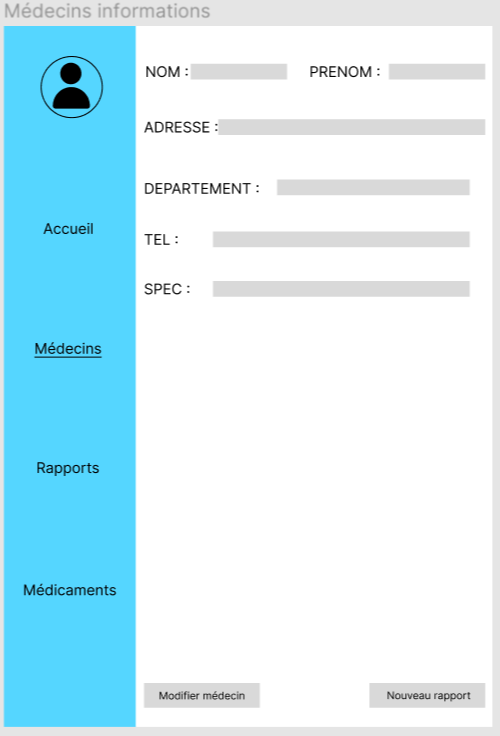 Médecins informations
NOM : PRENOM :
ADRESSE :
DEPARTEMENT :
Accueil
TEL :
SPEC :
Médecins
Rapports
Médicaments
Modifier médecin Nouveau rapport